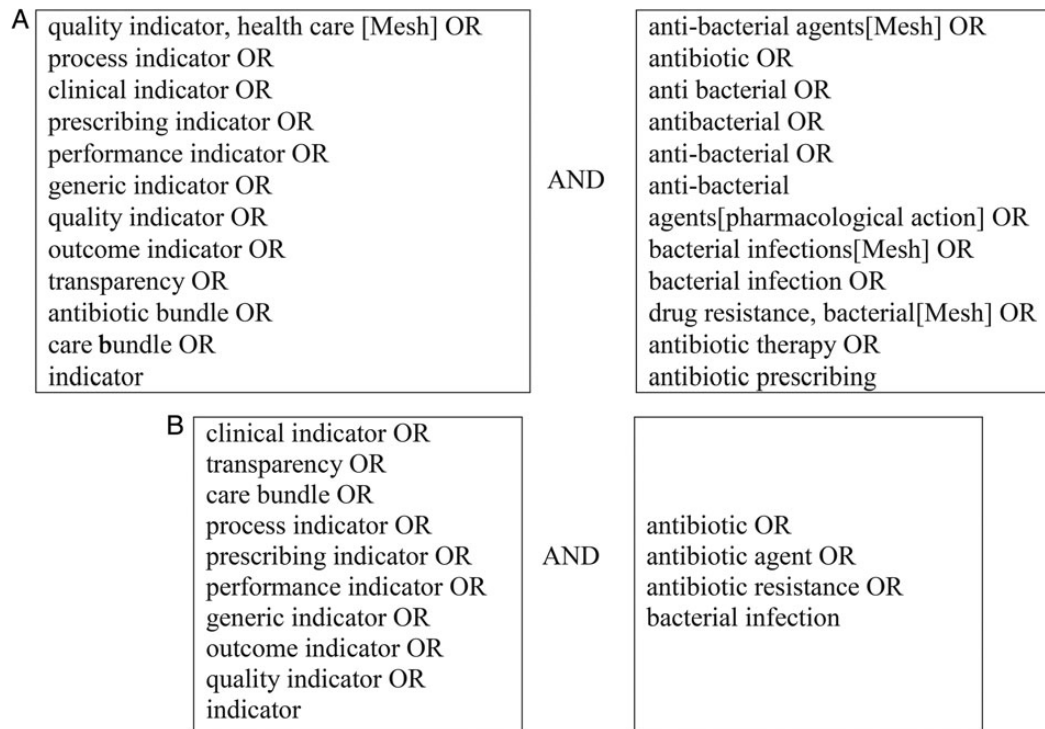 A
quality indicator, health care [Mesh] OR
process indicator OR
clinical indicator OR
prescribing indicator OR
performance indicator OR
generic indicator OR
quality indicator OR
outcome indicator OR
transparency OR
antibiotic bundle OR
care bundle OR
indicator
AND
anti-bacterial agents[Mesh] OR
antibiotic OR
anti bacterial OR
antibacterial OR
anti-bacterial OR
anti-bacterial
agents[pharmacological action] OR
bacterial infections[Mesh] OR
bacterial infection OR
drug resistance, bacterial[Mesh] OR
antibiotic therapy OR
antibiotic prescribing
B
clinical indicator OR
transparency OR
care bundle OR
process indicator OR
prescribing indicator OR
performance indicator OR
generic indicator OR
outcome indicator OR
quality indicator OR
indicator
AND
antibiotic OR
antibiotic agent OR
antibiotic resistance OR
bacterial infection